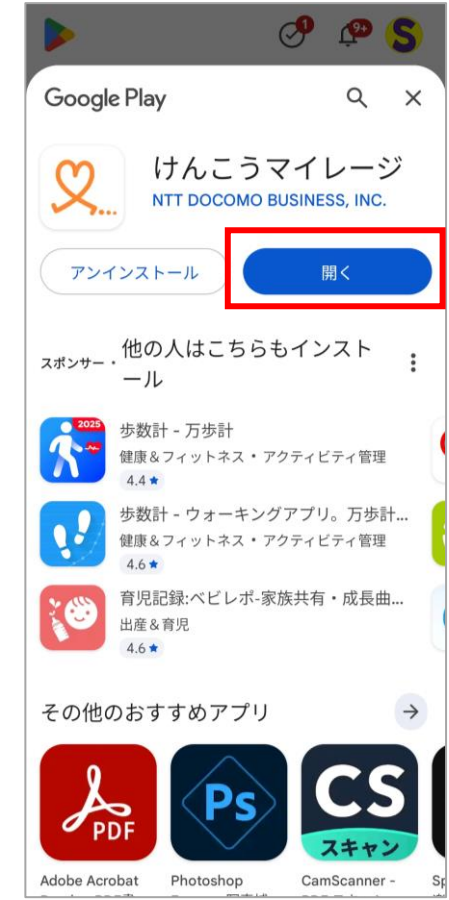 1
9+
S
Google Play
けんこうマイレージ
NTT DOCOMO BUSINESS, INC.
アンインストール
開く
スポンサー・
他の人はこちらもインスト
ール
2025
歩数計 - 万歩計
健康＆フィットネス・アクティビティ管理
4.4★
歩数計 - ウォーキングアプリ。万歩計...
健康＆フィットネス・アクティビティ管理
4.6★
育児記録:ベビレポ-家族共有・成長曲...
出産＆育児
4.6★
その他のおすすめアプリ
PDF
Ps
CS
スキャン
Adobe Acrobat
Photoshop
CamScanner -